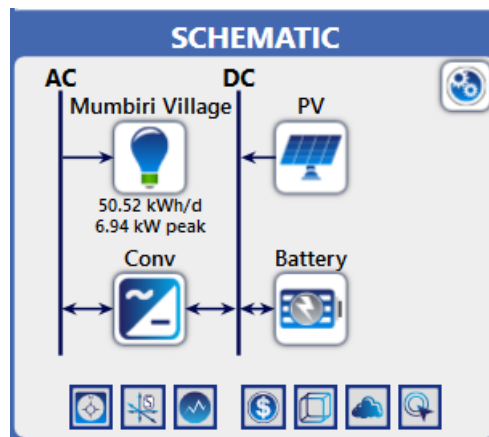 SCHEMATIC
AC DC
Mumbiri Village PV
50.52 kWh/d
6.94 kW peak
Conv Battery